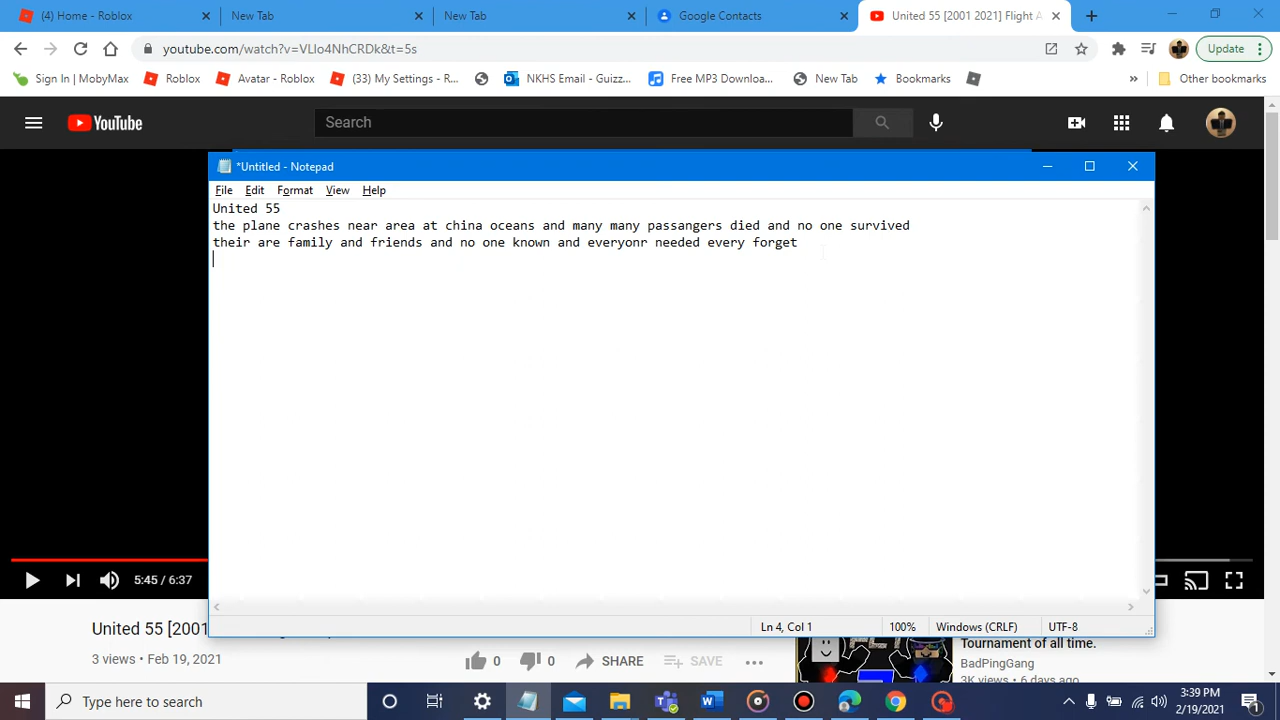 (4) Home - Roblox
New Tab
New Tab
Google Contacts
United 55 [2001 2021] Flight A
youtube.com/watch?v=VLlo4NhCRDk&t=5s
Update
Sign In | MobyMax
Roblox
Avatar - Roblox
(33) My Settings - R...
NKHS Email - Guizz...
Free MP3 Downloa...
New Tab
Bookmarks
»
Other bookmarks
YouTube
Search
*Untitled - Notepad
File Edit Format View Help
United 55
the plane crashes near area at china oceans and many many passangers died and no one survived
their are family and friends and no one known and everyonr needed every forget
5:45 / 6:37
Ln 4, Col 1
100%
Windows (CRLF)
UTF-8
United 55 [2001
3 views • Feb 19, 2021
0
0
SHARE
SAVE
Tournament of all time.
BadPingGang
3K views • 6 days ago
Type here to search
3:39 PM
2/19/2021
1